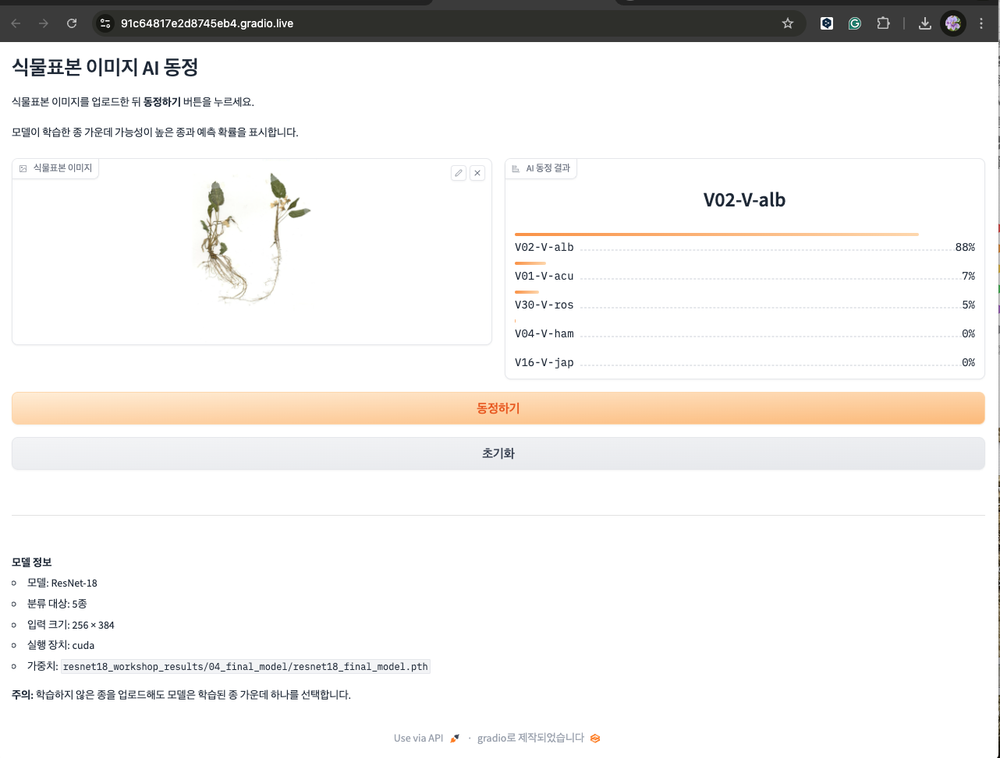 91c64817e2d8745eb4.gradio.live
식물표본 이미지 AI 동정
식물표본 이미지를 업로드한 뒤 동정하기 버튼을 누르세요.
모델이 학습한 종 가운데 가능성이 높은 종과 예측 확률을 표시합니다.
식물표본 이미지
AI 동정 결과
V02-V-alb
V02-V-alb 88%
V01-V-acu 7%
V30-V-ros 5%
V04-V-ham 0%
V16-V-jap 0%
동정하기
초기화
모델 정보
모델: ResNet-18
분류 대상: 5종
입력 크기: 256 × 384
실행 장치: cuda
가중치: resnet18_workshop_results/04_final_model/resnet18_final_model.pth
주의: 학습하지 않은 종을 업로드해도 모델은 학습된 종 가운데 하나를 선택합니다.
Use via API · gradio로 제작되었습니다